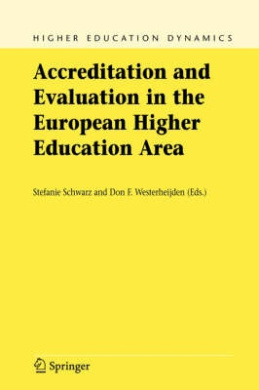 HIGHER EDUCATION DYNAMICS
Accreditation and
Evaluation in the
European Higher
Education Area
Stefanie Schwarz and Don F. Westerheijden (Eds.)
Springer